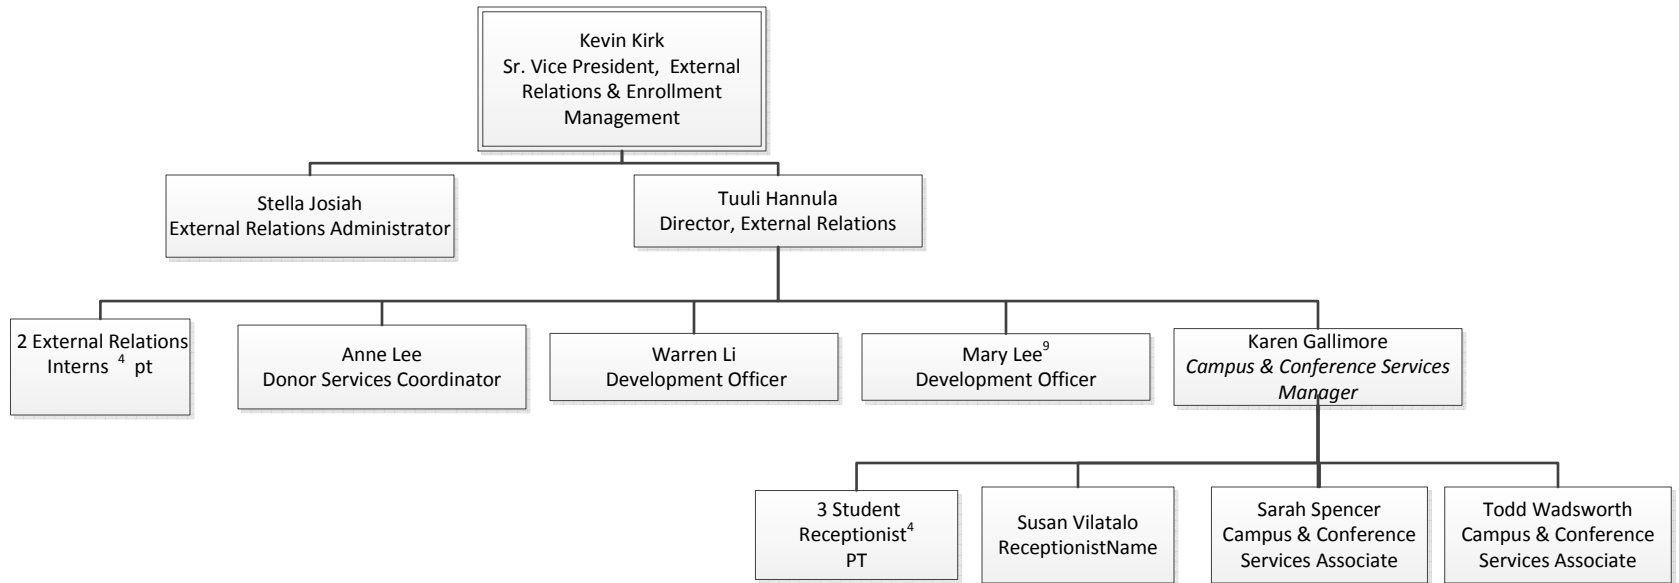 Kevin Kirk
Sr. Vice President, External
Relations & Enrollment
Management
Stella Josiah
External Relations Administrator
Tuuli Hannula
Director, External Relations
2 External Relations
Interns 4 pt
Anne Lee
Donor Services Coordinator
Warren Li
Development Officer
Mary Lee9
Development Officer
Karen Gallimore
Campus & Conference Services
Manager
3 Student
Receptionist4
PT
Susan Vilatalo
ReceptionistName
Sarah Spencer
Campus & Conference
Services Associate
Todd Wadsworth
Campus & Conference
Services Associate